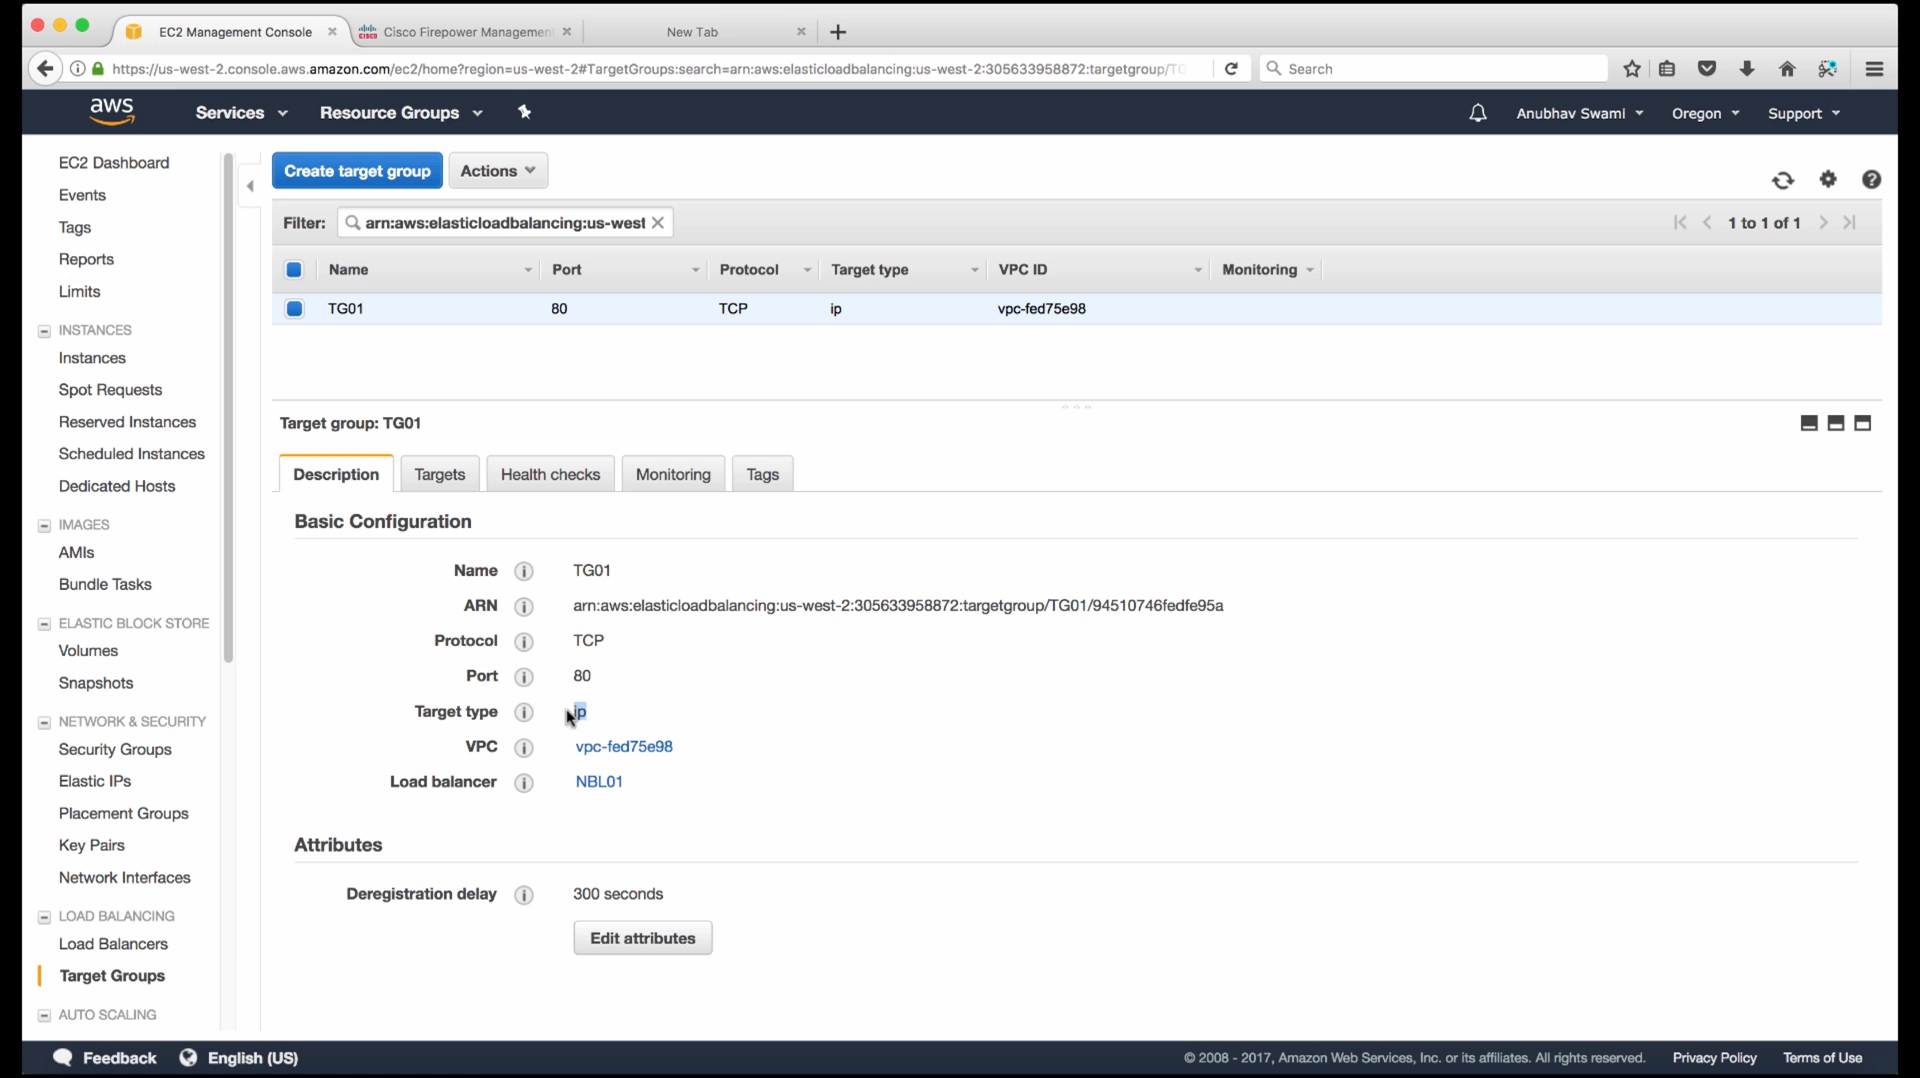 EC2 Management Console
Cisco Firepower Managemen
New Tab
https://us-west-2.console.aws.amazon.com/ec2/home?region=us-west-2#TargetGroups:search=arn:aws:elasticloadbalancing:us-west-2:305633958872:targetgroup/TG
Search
aws
Services
Resource Groups
Anubhav Swami
Oregon
Support
EC2 Dashboard
Events
Tags
Reports
Limits
INSTANCES
Instances
Spot Requests
Reserved Instances
Scheduled Instances
Dedicated Hosts
IMAGES
AMIs
Bundle Tasks
ELASTIC BLOCK STORE
Volumes
Snapshots
NETWORK & SECURITY
Security Groups
Elastic IPs
Placement Groups
Key Pairs
Network Interfaces
LOAD BALANCING
Load Balancers
Target Groups
AUTO SCALING
Create target group
Actions
Filter: arn:aws:elasticloadbalancing:us-west
1 to 1 of 1
Name Port Protocol Target type VPC ID Monitoring
TG01 80 TCP ip vpc-fed75e98
Target group: TG01
Description
Targets
Health checks
Monitoring
Tags
Basic Configuration
Name TG01
ARN arn:aws:elasticloadbalancing:us-west-2:305633958872:targetgroup/TG01/94510746fedfe95a
Protocol TCP
Port 80
Target type ip
VPC vpc-fed75e98
Load balancer NBL01
Attributes
Deregistration delay 300 seconds
Edit attributes
Feedback
English (US)
© 2008 - 2017, Amazon Web Services, Inc. or its affiliates. All rights reserved.
Privacy Policy
Terms of Use